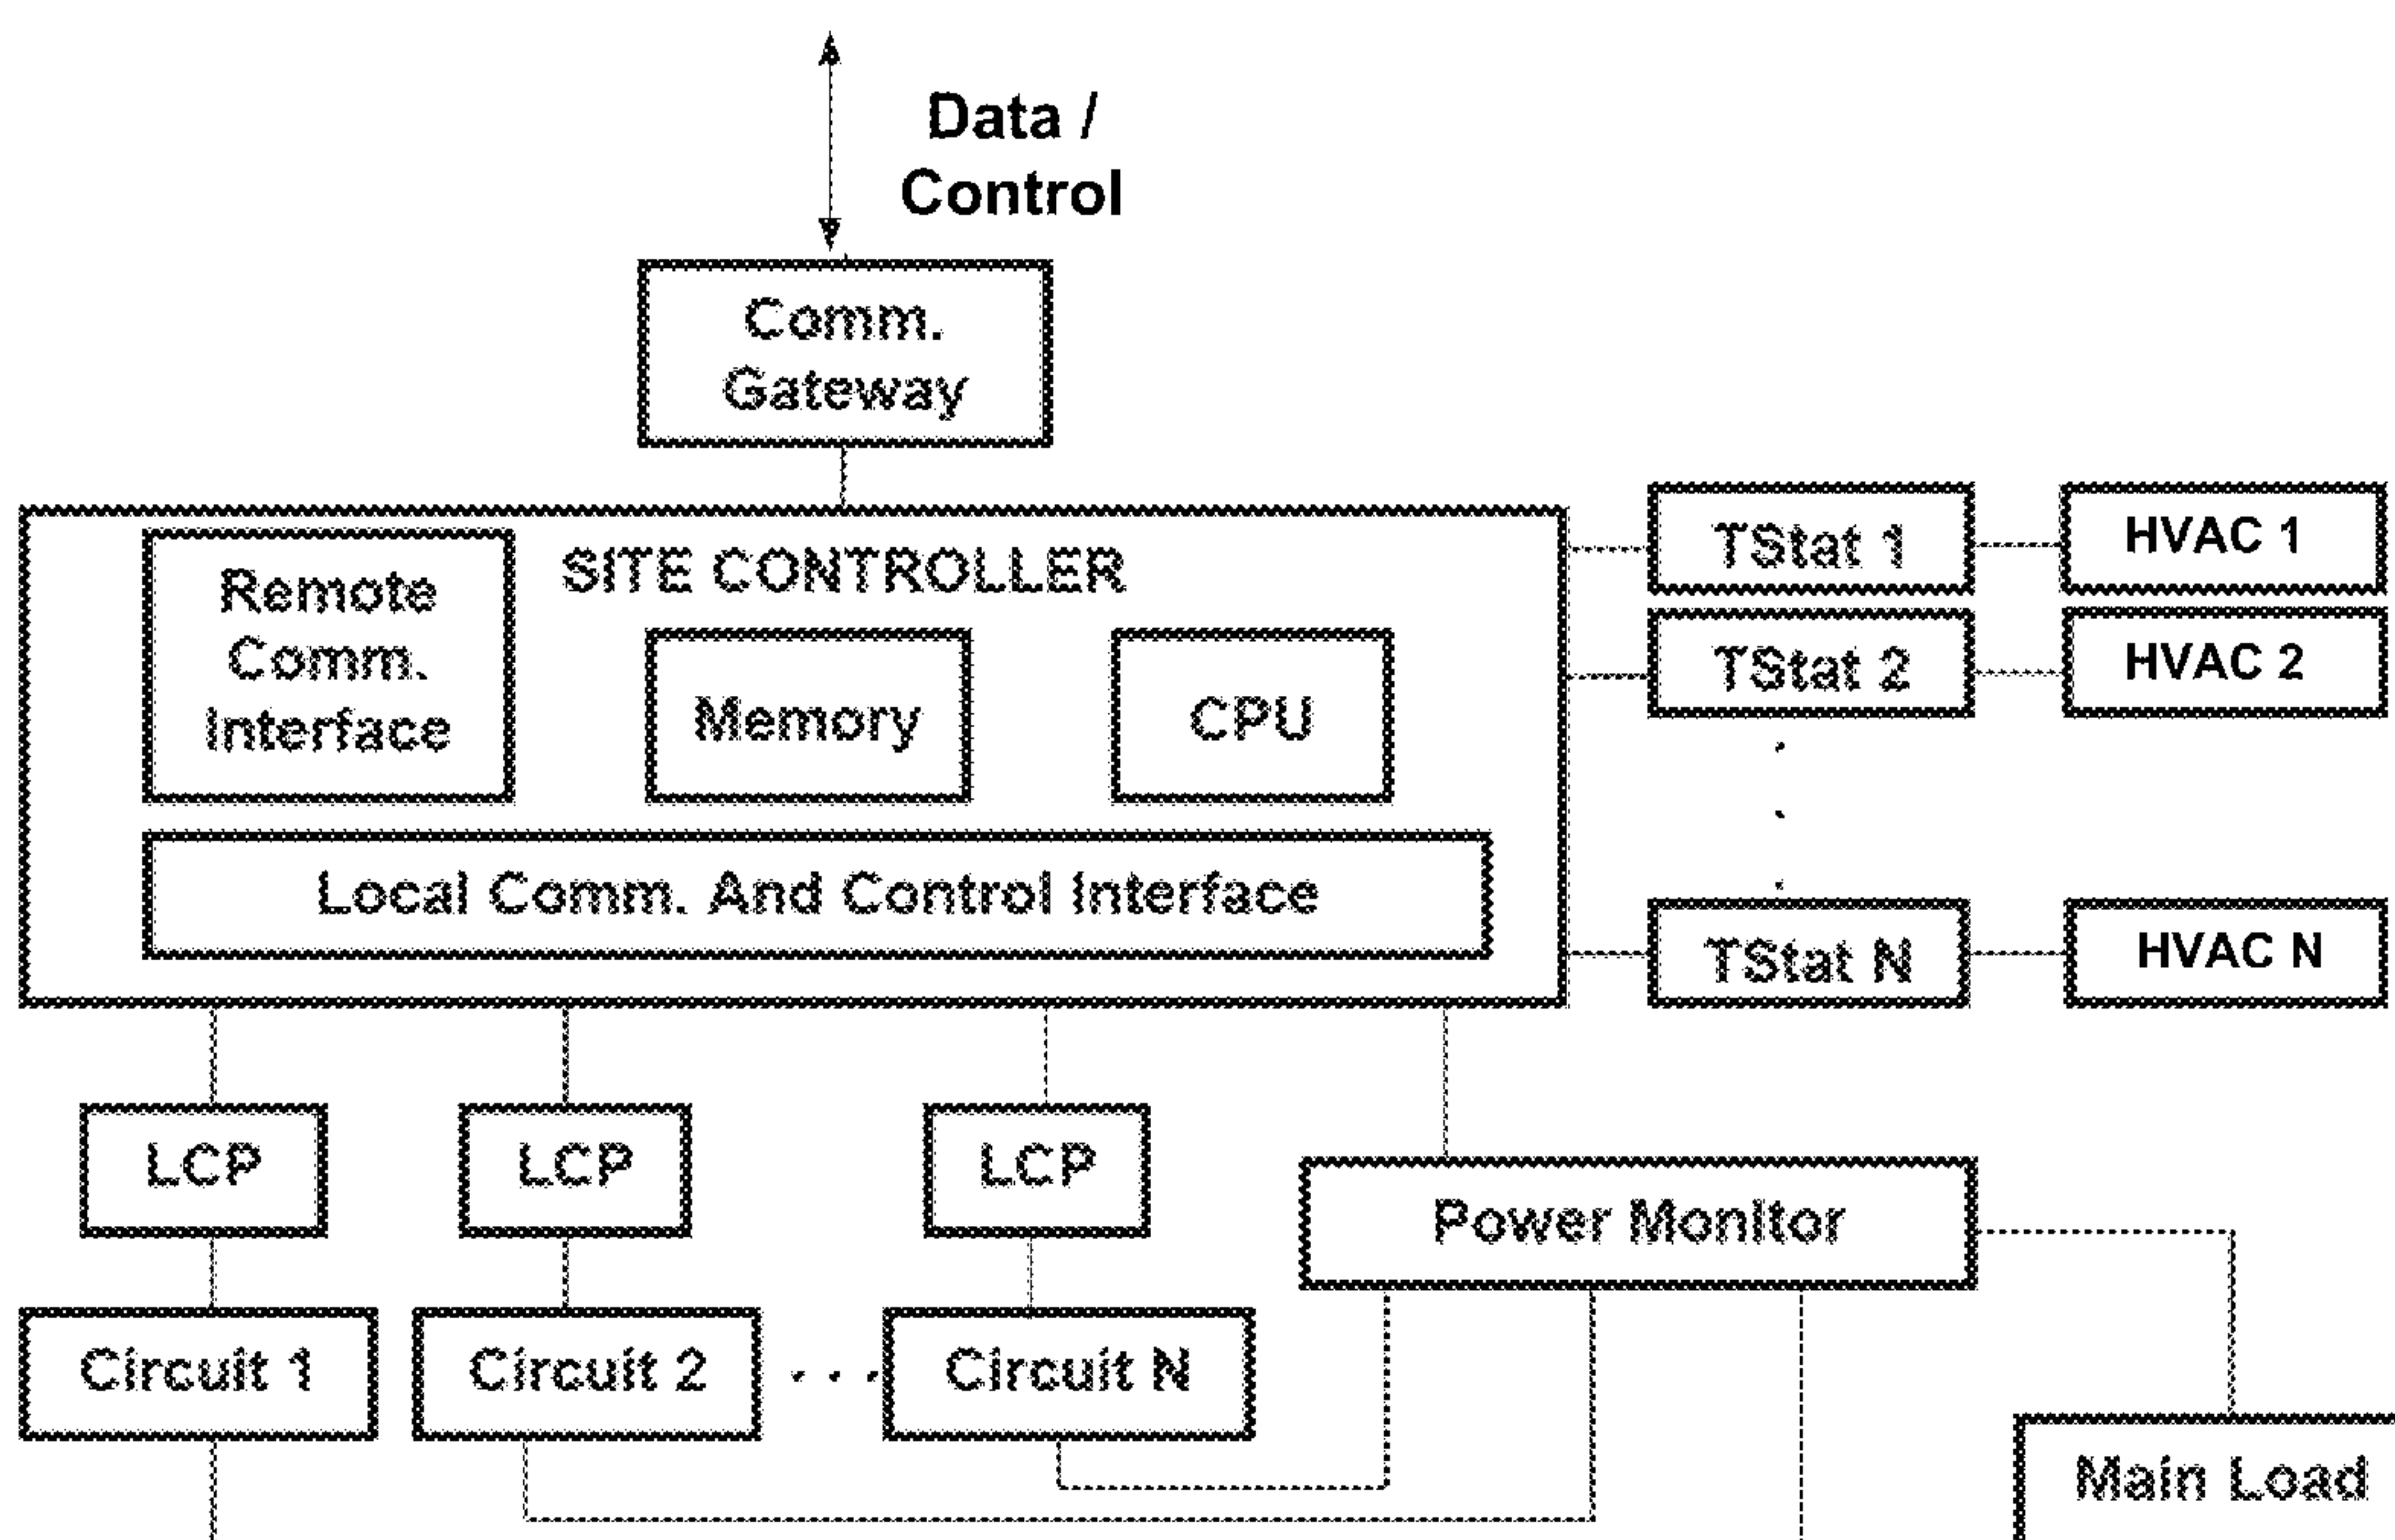 Data /
Control
Comm.
Gateway
SITE CONTROLLER
Remote
Comm.
Interface
Memory
CPU
Local Comm. And Control Interface
TStat 1
HVAC 1
TStat 2
HVAC 2
TStat N
HVAC N
LCP
LCP
LCP
Power Monitor
Circuit 1
Circuit 2
. . .
Circuit N
Main Load